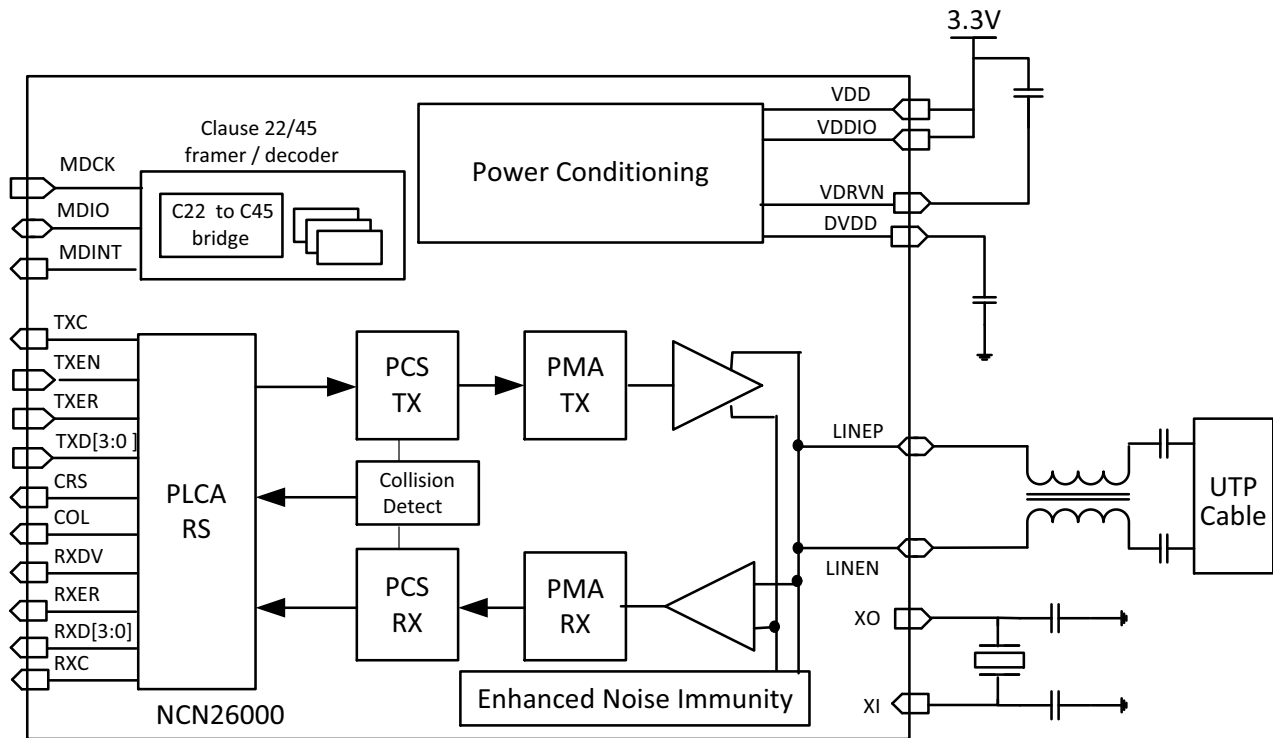 3.3V
VDD
VDDIO
VDRVN
DVDD
Power Conditioning
Clause 22/45
framer / decoder
C22 to C45
bridge
MDCK
MDIO
MDINT
TXC
TXEN
TXER
TXD[3:0 ]
CRS
COL
RXDV
RXER
RXD[3:0]
RXC
PLCA
RS
PCS
TX
PMA
TX
Collision
Detect
PCS
RX
PMA
RX
LINEP
LINEN
UTP
Cable
XO
XI
Enhanced Noise Immunity
NCN26000